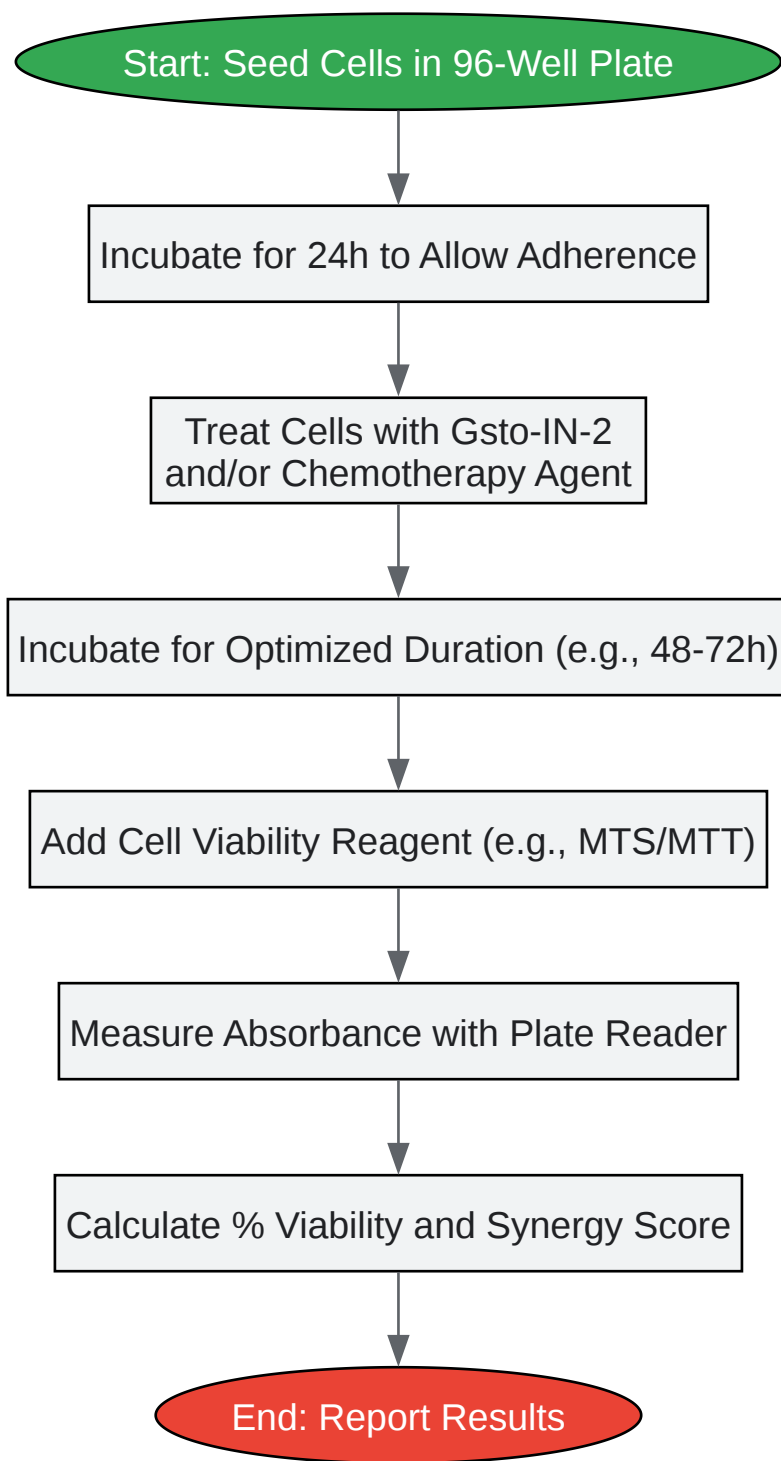 Start: Seed Cells in 96-Well Plate
Incubate for 24h to Allow Adherence
Treat Cells with Gsto-IN-2
and/or Chemotherapy Agent
Incubate for Optimized Duration (e.g., 48-72h)
Add Cell Viability Reagent (e.g., MTS/MTT)
Measure Absorbance with Plate Reader
Calculate % Viability and Synergy Score
End: Report Results